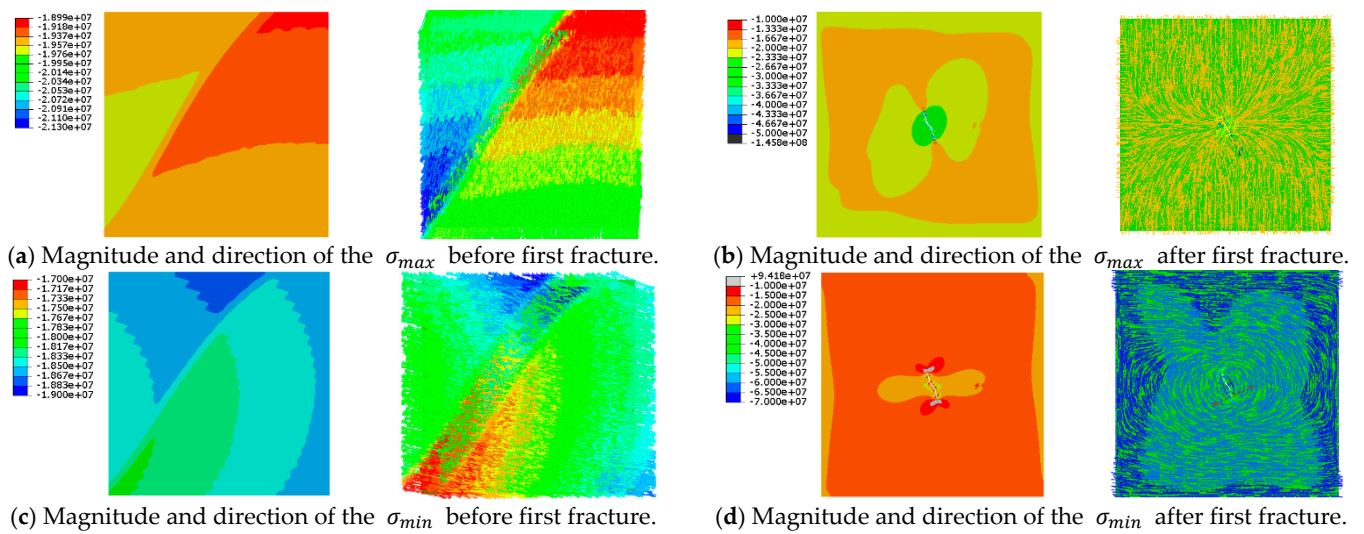 -1.899e+07
-1.918e+07
-1.937e+07
-1.957e+07
-1.976e+07
-1.995e+07
-2.014e+07
-2.034e+07
-2.053e+07
-2.072e+07
-2.091e+07
-2.110e+07
-2.130e+07
-1.000e+07
-1.333e+07
-1.667e+07
-2.000e+07
-2.333e+07
-2.667e+07
-3.000e+07
-3.333e+07
-3.667e+07
-4.000e+07
-4.333e+07
-4.667e+07
-5.000e+07
-1.458e+08
(a) Magnitude and direction of the σmax before first fracture.
(b) Magnitude and direction of the σmax after first fracture.
-1.700e+07
-1.717e+07
-1.733e+07
-1.750e+07
-1.767e+07
-1.783e+07
-1.800e+07
-1.817e+07
-1.833e+07
-1.850e+07
-1.867e+07
-1.883e+07
-1.900e+07
+9.418e+07
-1.000e+07
-1.500e+07
-2.000e+07
-2.500e+07
-3.000e+07
-3.500e+07
-4.000e+07
-4.500e+07
-5.000e+07
-5.500e+07
-6.000e+07
-6.500e+07
-7.000e+07
(c) Magnitude and direction of the σmin before first fracture.
(d) Magnitude and direction of the σmin after first fracture.